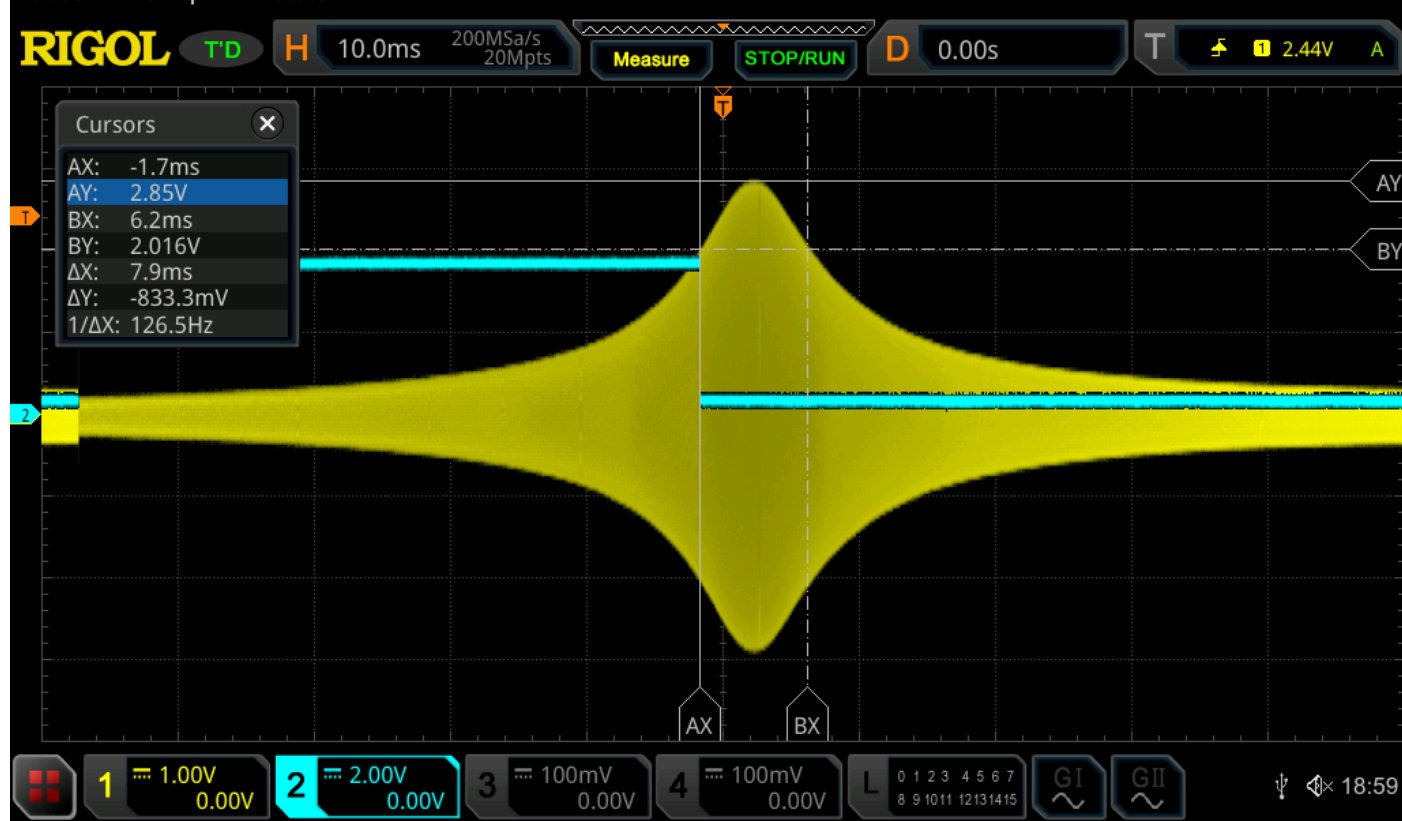 RIGOL T'D H 10.0ms 200MSa/s 20Mpts Measure STOP/RUN D 0.00s T 1 2.44V A
T
Cursors
AX: -1.7ms
AY: 2.85V
BX: 6.2ms
BY: 2.016V
ΔX: 7.9ms
ΔY: -833.3mV
1/ΔX: 126.5Hz
AY
T
BY
2
AX BX
1 1.00V 0.00V
2 2.00V 0.00V
3 100mV 0.00V
4 100mV 0.00V
L 0 1 2 3 4 5 6 7
8 9 10 11 12 13 14 15
GI GII
18:59